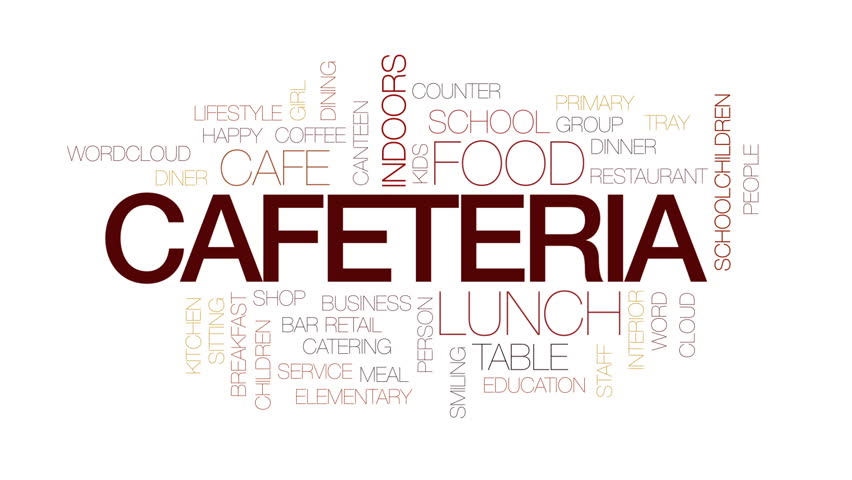 COUNTER
INDOORS
DINING
GIRL
LIFESTYLE
PRIMARY
SCHOOL
GROUP
TRAY
HAPPY
COFFEE
CANTEEN
KIDS
FOOD
DINNER
SCHOOLCHILDREN
PEOPLE
WORDCLOUD
CAFE
DINER
RESTAURANT
CAFETERIA
KITCHEN
SITTING
BREAKFAST
SHOP
BUSINESS
PERSON
LUNCH
INTERIOR
WORD
CLOUD
BAR
RETAIL
CHILDREN
CATERING
TABLE
STAFF
SERVICE
MEAL
SMILING
EDUCATION
ELEMENTARY